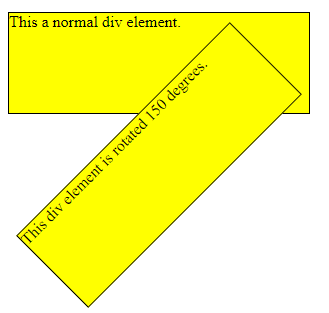 This a normal div element.
This div element is rotated 150 degrees.